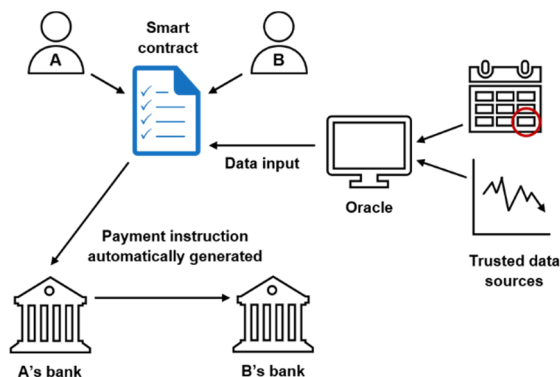 Smart
contract
A
B
Data input
Oracle
Trusted data
sources
Payment instruction
automatically generated
A's bank
B's bank